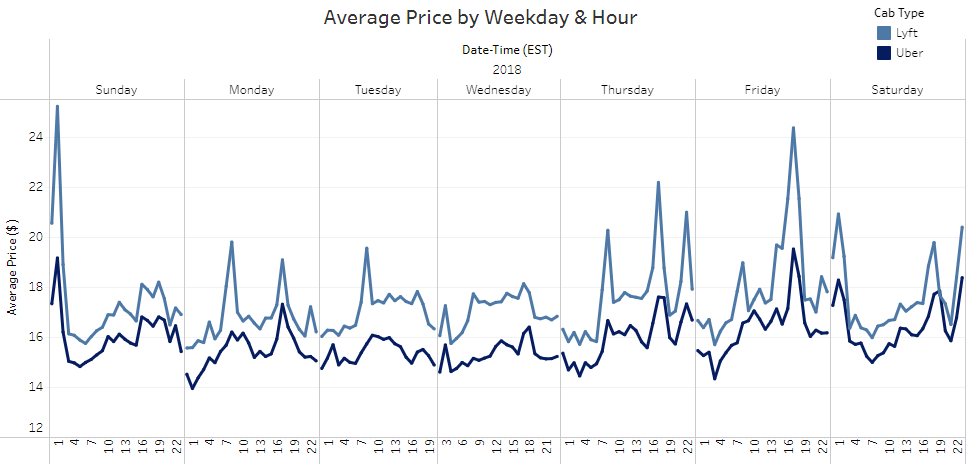 Average Price by Weekday & Hour
Cab Type
Lyft
Uber
Date-Time (EST)
2018
Sunday Monday Tuesday Wednesday Thursday Friday Saturday
24
22
20
18
16
14
12
Average Price ($)
1 4 7 10 13 16 19 22 1 4 7 10 13 16 19 22 1 4 7 10 13 16 19 3 6 9 12 15 18 21 1 4 7 10 13 16 19 22 1 4 7 10 13 16 19 22 1 4 7 10 13 16 19 22